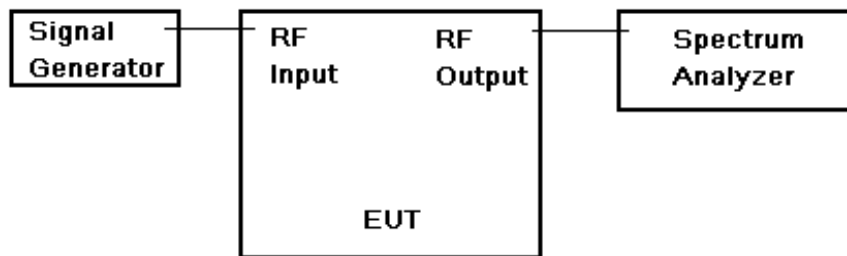 Signal
Generator
RF
Input
RF
Output
EUT
Spectrum
Analyzer